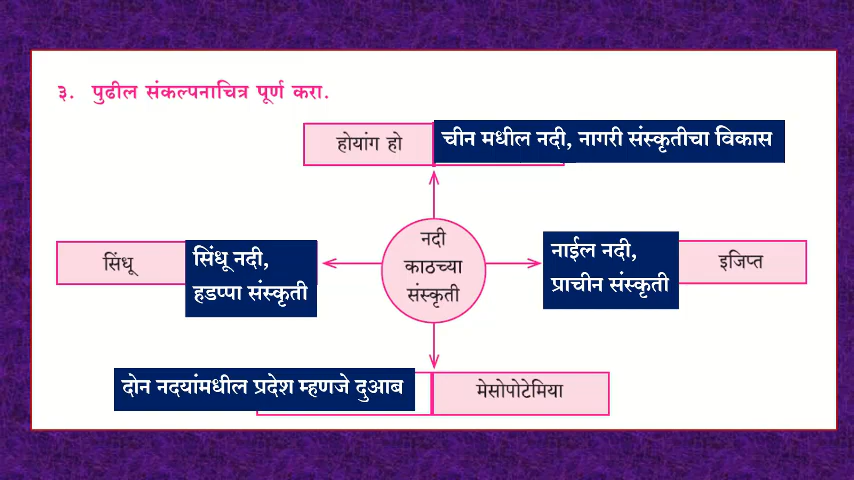 ३. पुढील संकल्पनाचित्र पूर्ण करा.
होयांग हो
चीन मधील नदी, नागरी संस्कृतीचा विकास
सिंधू
सिंधू नदी,
हडप्पा संस्कृती
नदी
काठच्या
संस्कृती
नाईल नदी,
प्राचीन संस्कृती
इजिप्त
दोन नदयांमधील प्रदेश म्हणजे दुआब
मेसोपोटेमिया